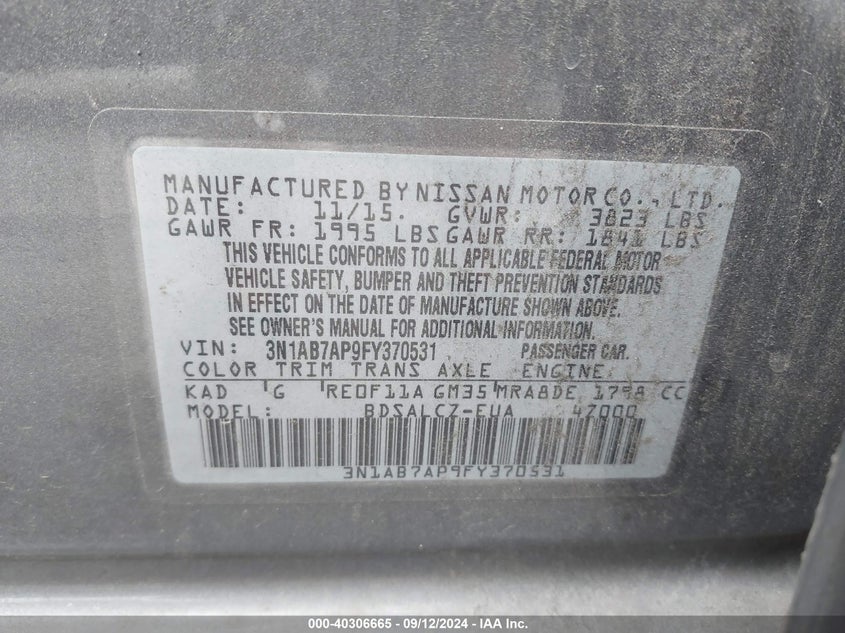 MANUFACTURED BY NISSAN MOTOR CO., LTD.
DATE: 11/15. GVWR: 3823 LBS
GAWR FR: 1995 LBS GAWR RR: 1841 LBS
THIS VEHICLE CONFORMS TO ALL APPLICABLE FEDERAL MOTOR
VEHICLE SAFETY, BUMPER AND THEFT PREVENTION STANDARDS
IN EFFECT ON THE DATE OF MANUFACTURE SHOWN ABOVE.
SEE OWNER'S MANUAL FOR ADDITIONAL INFORMATION.
VIN: 3N1AB7AP9FY370531 PASSENGER CAR.
COLOR TRIM TRANS AXLE ENGINE
KAD G RE0F11A GM35 MRA8DE 1798 CC
MODEL: BDSALCZ-EUA 47000
3N1AB7AP9FY370531
000-40306665 - 09/12/2024 - IAA Inc.